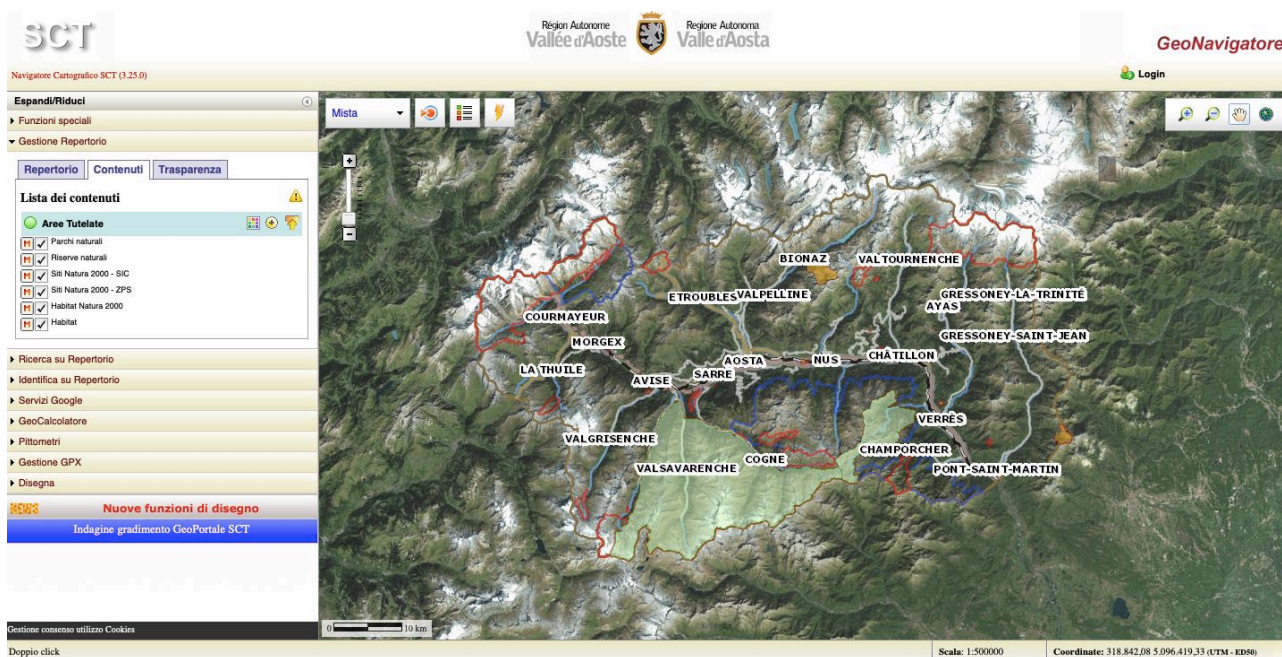 SCT
Région Autonome
Vallée d'Aoste
Regione Autonoma
Valle d'Aosta
GeoNavigatore
Navigatore Cartografico SCT (3.25.0)
Login
Espandi/Riduci
Funzioni speciali
Gestione Repertorio
Repertorio Contenuti Trasparenza
Lista dei contenuti
Aree Tutelate
M Parchi naturali
M Riserve naturali
M Siti Natura 2000 - SIC
M Siti Natura 2000 - ZPS
M Habitat Natura 2000
M Habitat
Ricerca su Repertorio
Identifica su Repertorio
Servizi Google
GeoCalcolatore
Pittometri
Gestione GPX
Disegna
NEWS Nuove funzioni di disegno
Indagine gradimento GeoPortale SCT
Gestione consenso utilizzo Cookies
Doppio click
Mista
BIONAZ
VALTOURNENCHE
ETROUBLES
VALPELLINE
GRESSONEY-LA-TRINITÉ
AYAS
COURMAYEUR
GRESSONEY-SAINT-JEAN
MORGEX
CHÂTILLON
AOSTA
NUS
LA THUILE
SARRE
AVISE
VERRÈS
VALGRISENCHE
CHAMPORCHER
COGNE
VALSAVARENCHE
PONT-SAINT-MARTIN
0 10 km
Scala: 1:500000
Coordinate: 318.842,08 5.096.419,33 (UTM - ED50)